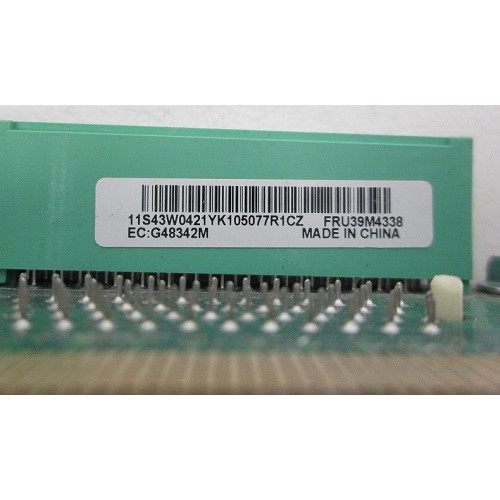 11S43W0421YK105077R1CZ FRU39M4338
EC:G48342M MADE IN CHINA